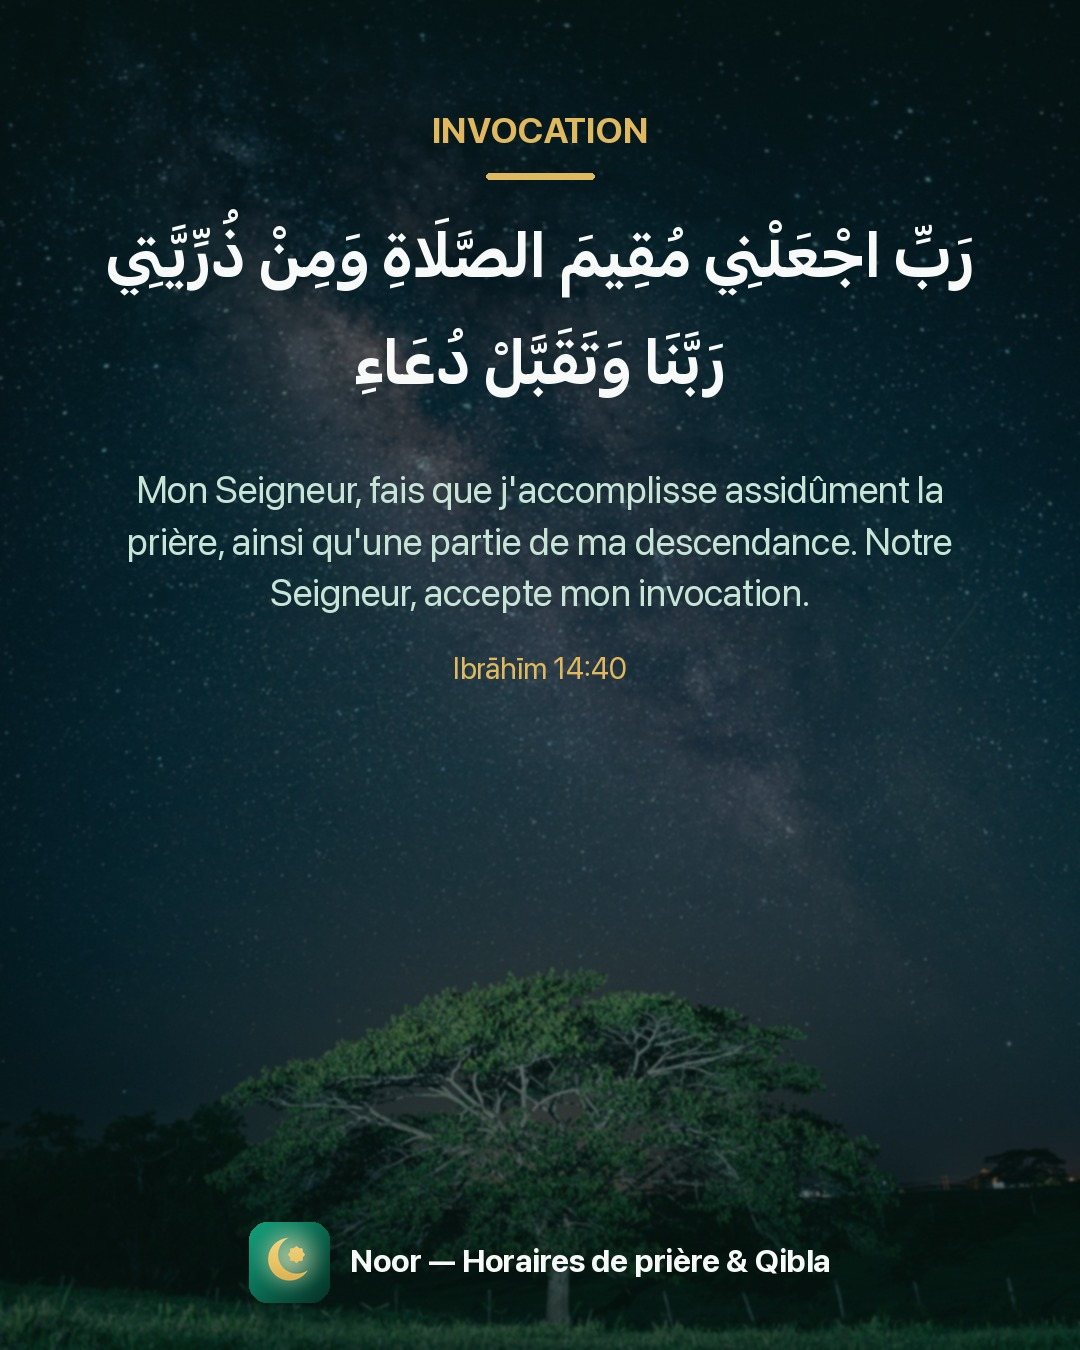 INVOCATION
رَبِّ اجْعَلْنِي مُقِيمَ الصَّلَاةِ وَمِنْ ذُرِّيَّتِي
رَبَّنَا وَتَقَبَّلْ دُعَاءِ
Mon Seigneur, fais que j'accomplisse assidûment la
prière, ainsi qu'une partie de ma descendance. Notre
Seigneur, accepte mon invocation.
Ibrāhīm 14:40
Noor — Horaires de prière & Qibla